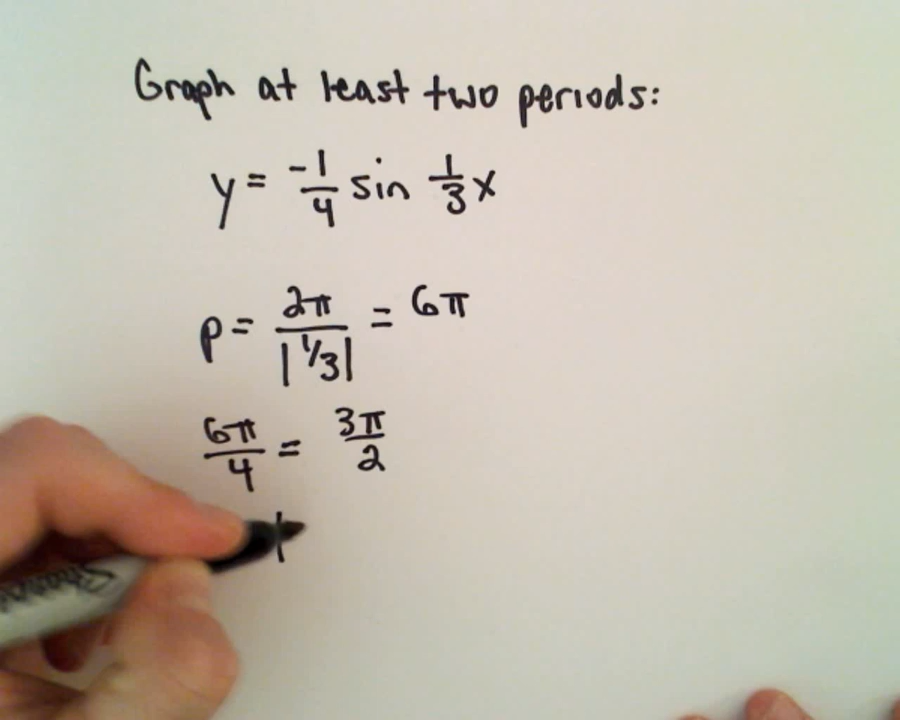 Graph at least two periods:
y = -1/4 sin 1/3 x
p = 2π/|1/3| = 6π
6π/4 = 3π/2